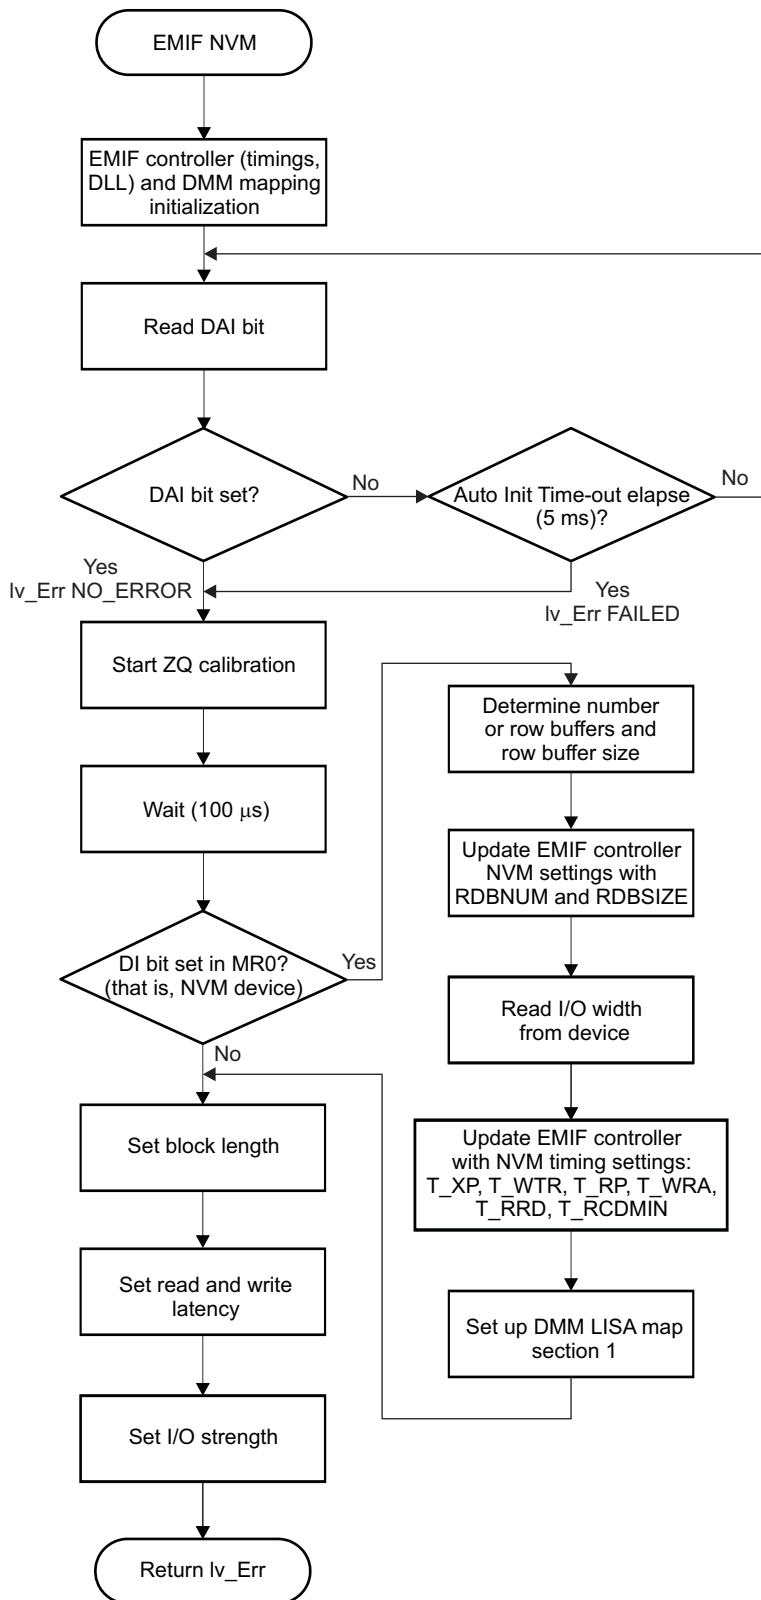 EMIF NVM
EMIF controller (timings,
DLL) and DMM mapping
initialization
Read DAI bit
DAI bit set?
No
Auto Init Time-out elapse
(5 ms)?
No
Yes
lv_Err NO_ERROR
Yes
lv_Err FAILED
Start ZQ calibration
Wait (100 μs)
DI bit set in MR0?
(that is, NVM device)
Yes
No
Determine number
or row buffers and
row buffer size
Update EMIF controller
NVM settings with
RDBNUM and RDBSIZE
Read I/O width
from device
Update EMIF controller
with NVM timing settings:
T_XP, T_WTR, T_RP, T_WRA,
T_RRD, T_RCDMIN
Set up DMM LISA map
section 1
Set block length
Set read and write
latency
Set I/O strength
Return lv_Err